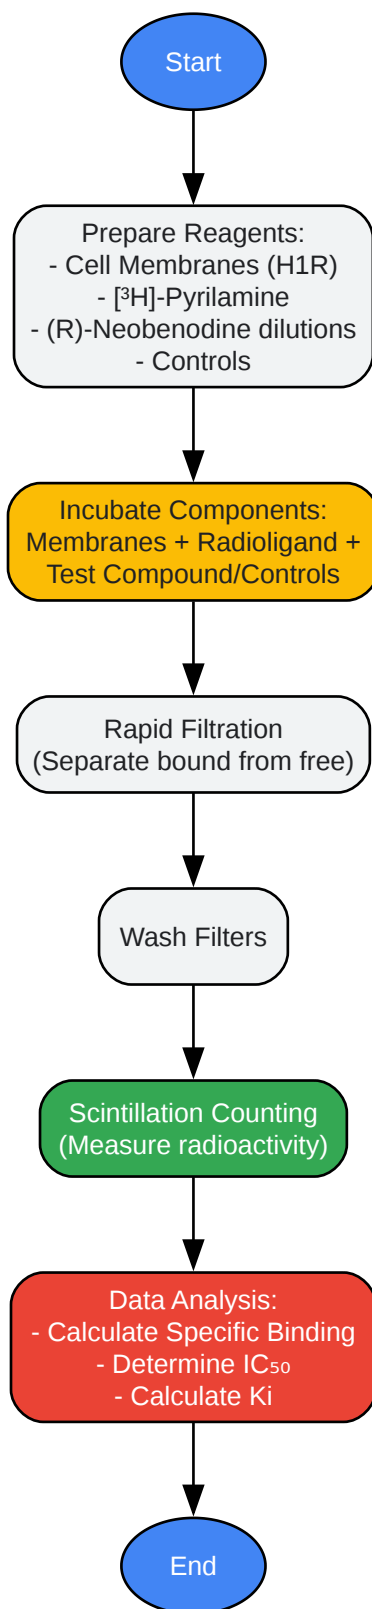 Start
Prepare Reagents:
- Cell Membranes (H1R)
- [³H]-Pyrilamine
- (R)-Neobenodine dilutions
- Controls
Incubate Components:
Membranes + Radioligand +
Test Compound/Controls
Rapid Filtration
(Separate bound from free)
Wash Filters
Scintillation Counting
(Measure radioactivity)
Data Analysis:
- Calculate Specific Binding
- Determine IC₅₀
- Calculate Ki
End